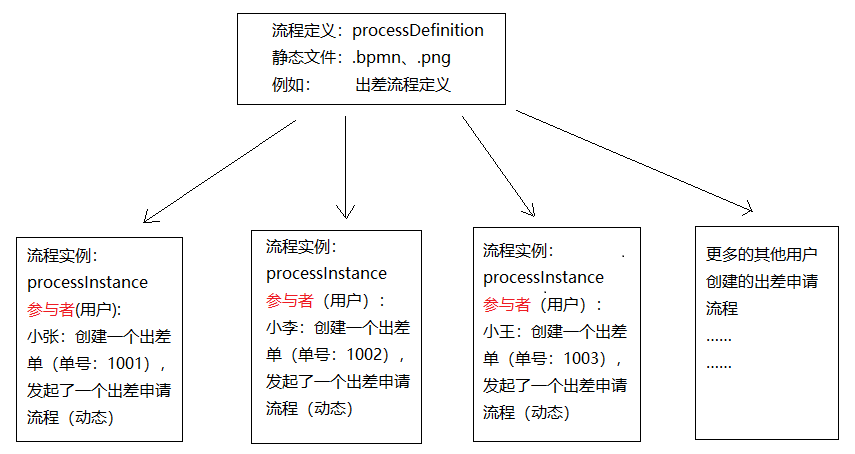 流程定义：processDefinition
静态文件：.bpmn、.png
例如：　　出差流程定义
流程实例：
processInstance
参与者(用户):
小张：创建一个出差
单（单号：1001），
发起了一个出差申请
流程（动态）
流程实例：
processInstance
参与者（用户）：
小李：创建一个出差
单（单号：1002），
发起了一个出差申请
流程（动态）
流程实例：
processInstance
参与者（用户）：
小王：创建一个出差
单（单号：1003），
发起了一个出差申请
流程（动态）
更多的其他用户
创建的出差申请
流程
……
……